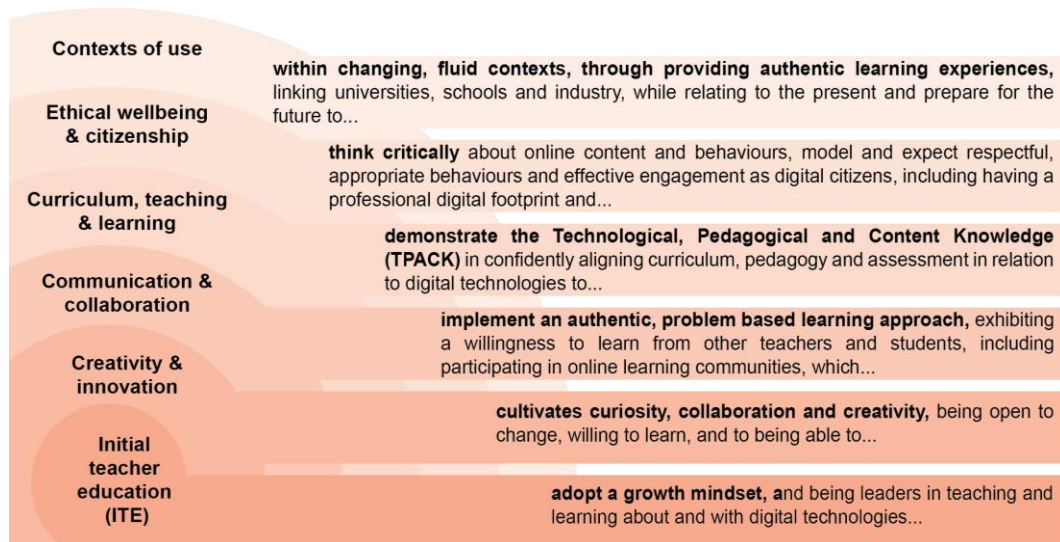 Contexts of use
within changing, fluid contexts, through providing authentic learning experiences,
linking universities, schools and industry, while relating to the present and prepare for the
future to...
Ethical wellbeing
& citizenship
think critically about online content and behaviours, model and expect respectful,
appropriate behaviours and effective engagement as digital citizens, including having a
professional digital footprint and...
Curriculum, teaching
& learning
demonstrate the Technological, Pedagogical and Content Knowledge
(TPACK) in confidently aligning curriculum, pedagogy and assessment in relation
to digital technologies to...
Communication &
collaboration
implement an authentic, problem based learning approach, exhibiting
a willingness to learn from other teachers and students, including
participating in online learning communities, which...
Creativity &
innovation
cultivates curiosity, collaboration and creativity, being open to
change, willing to learn, and to being able to...
Initial
teacher
education
(ITE)
adopt a growth mindset, and being leaders in teaching and
learning about and with digital technologies...